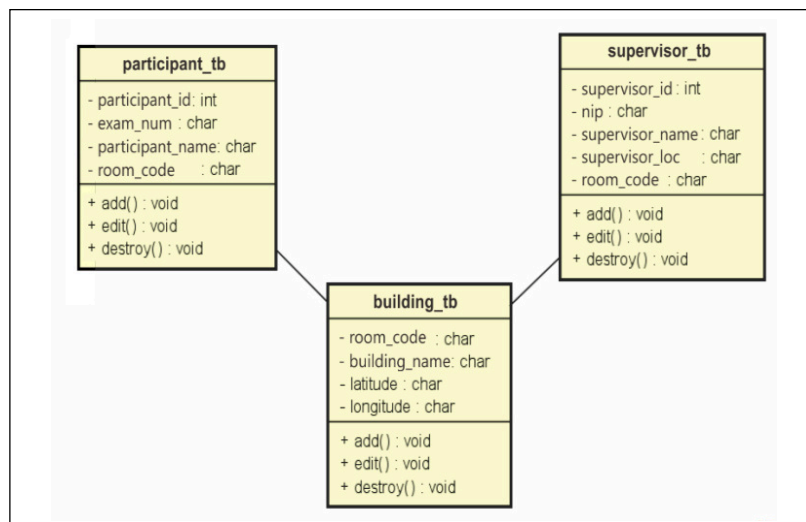 participant_tb
- participant_id: int
- exam_num : char
- participant_name: char
- room_code : char
+ add() : void
+ edit() : void
+ destroy() : void
supervisor_tb
- supervisor_id : int
- nip : char
- supervisor_name : char
- supervisor_loc : char
- room_code : char
+ add() : void
+ edit() : void
+ destroy() : void
building_tb
- room_code : char
- building_name: char
- latitude : char
- longitude : char
+ add() : void
+ edit() : void
+ destroy() : void